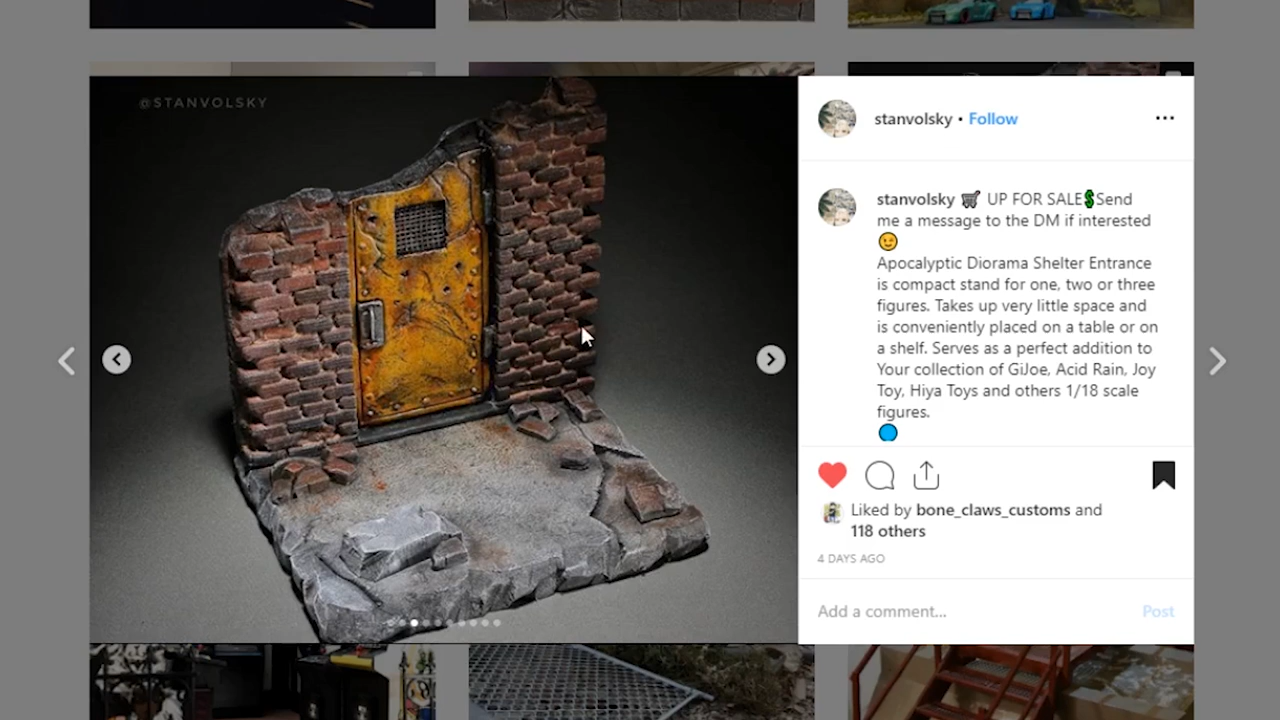 @STANVOLSKY
stanvolsky • Follow
stanvolsky 🛒 UP FOR SALE💲Send
me a message to the DM if interested
😉
Apocalyptic Diorama Shelter Entrance
is compact stand for one, two or three
figures. Takes up very little space and
is conveniently placed on a table or on
a shelf. Serves as a perfect addition to
Your collection of GiJoe, Acid Rain, Joy
Toy, Hiya Toys and others 1/18 scale
figures.
🔵
Liked by bone_claws_customs and
118 others
4 DAYS AGO
Add a comment...
Post